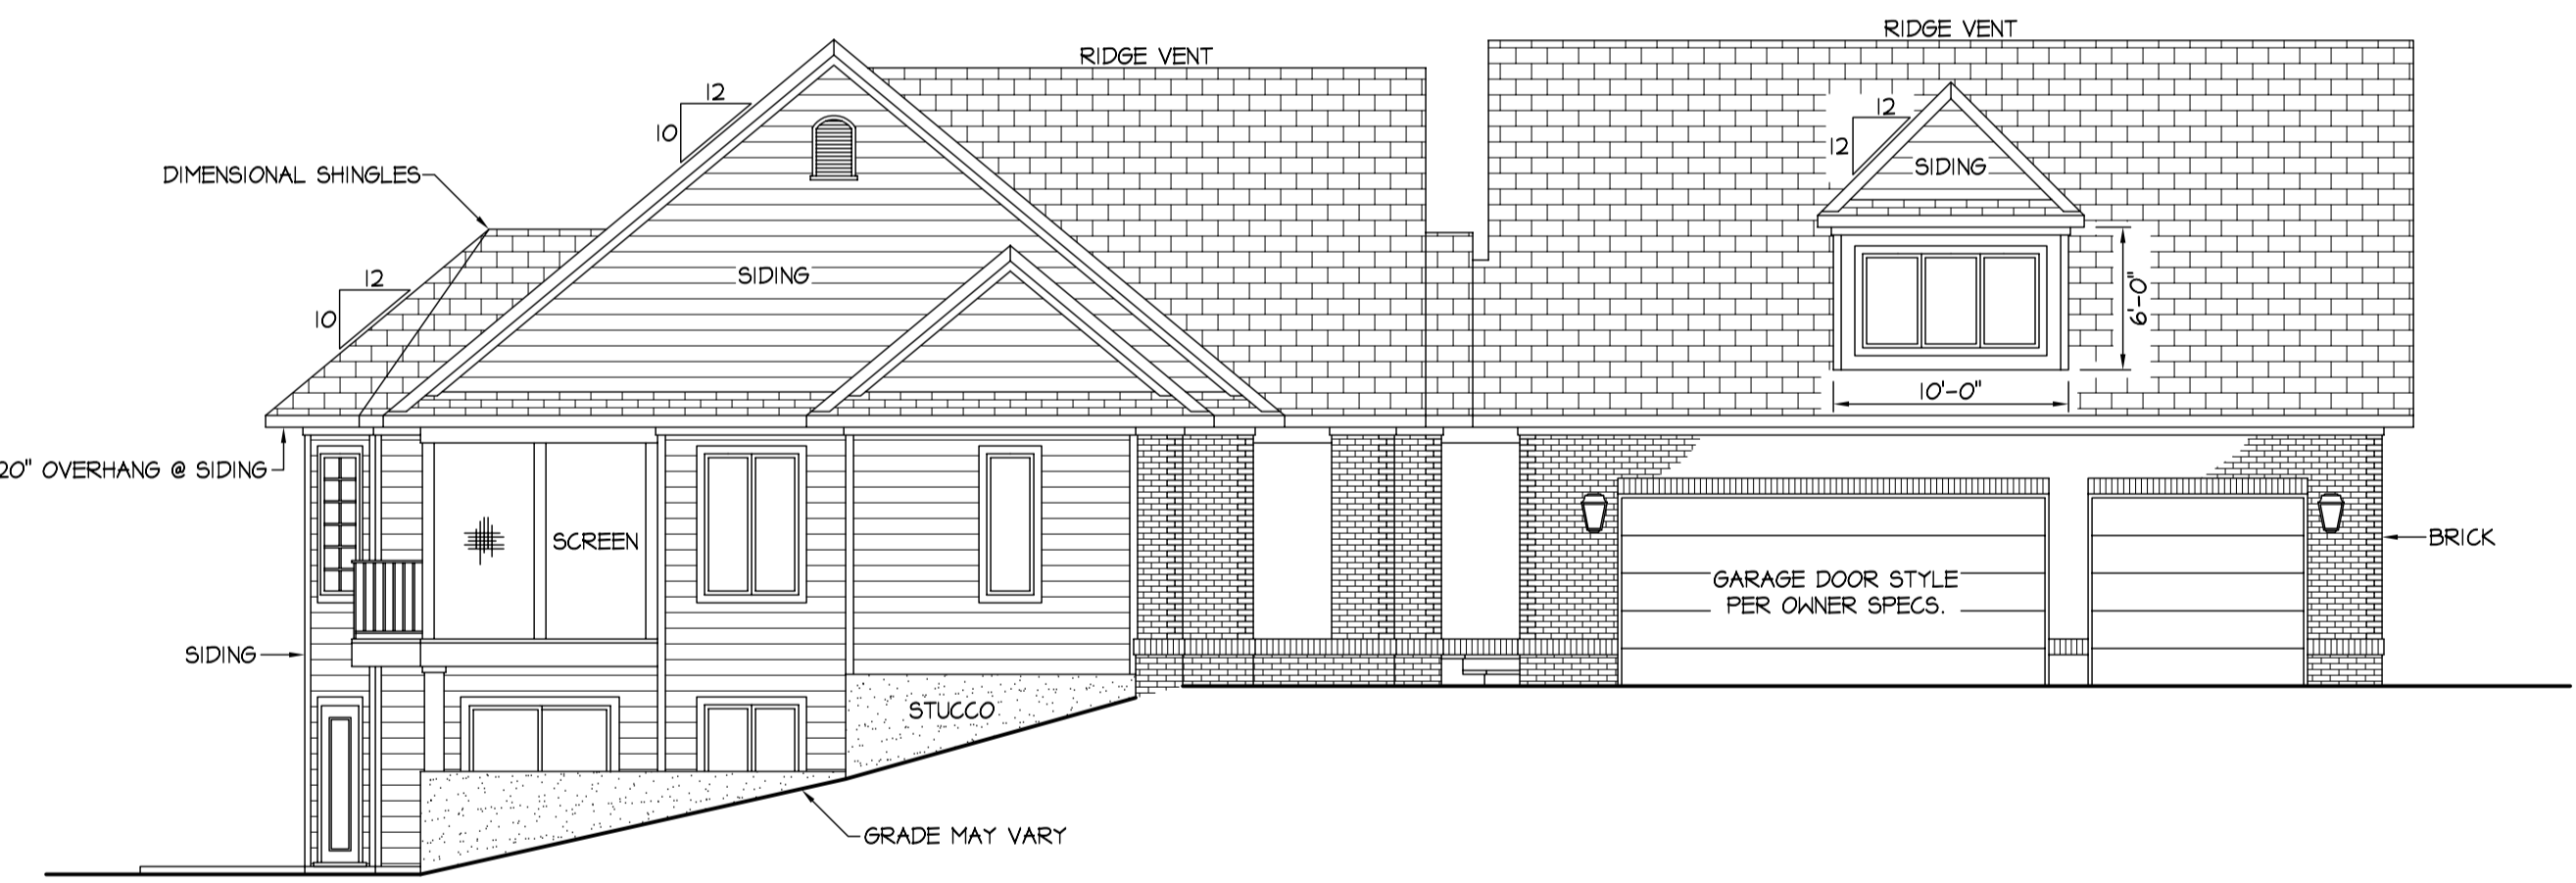 RIDGE VENT
RIDGE VENT
12
10
12
12
SIDING
DIMENSIONAL SHINGLES
12
10
SIDING
6'-0"
10'-0"
20" OVERHANG @ SIDING
SCREEN
BRICK
GARAGE DOOR STYLE
PER OWNER SPECS.
SIDING
STUCCO
GRADE MAY VARY